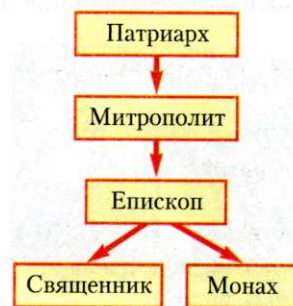 Патриарх
Митрополит
Епископ
Священник
Монах